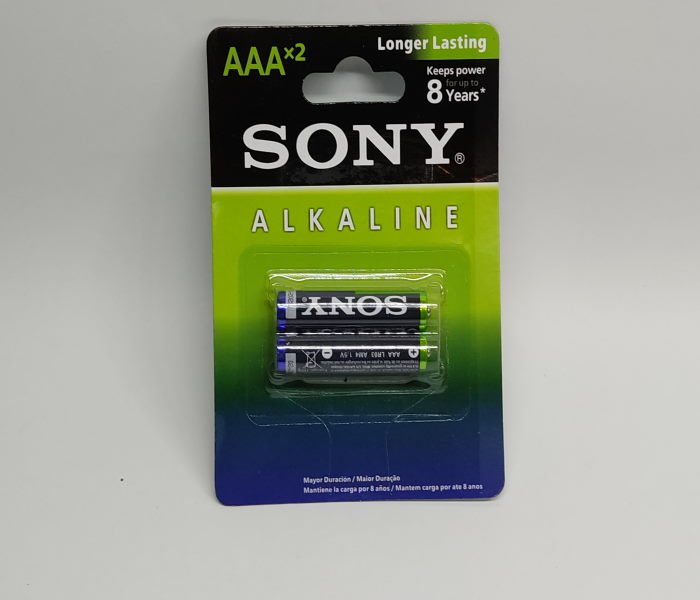 AAA x2
Longer Lasting
Keeps power
for up to
8 Years*
SONY®
ALKALINE
SONY
AAA LR03 AM4 1.5V
Mayor Duración / Maior Duração
Mantiene la carga por 8 años / Mantem carga por ate 8 anos